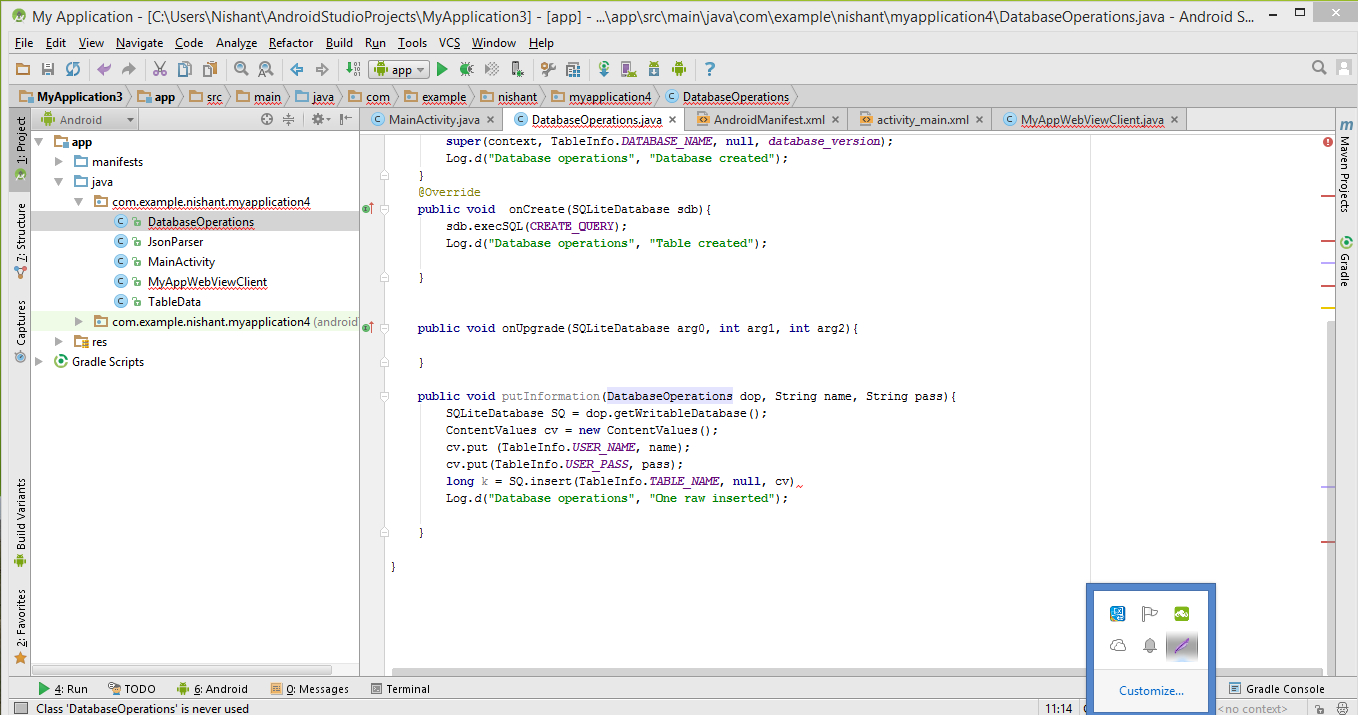 My Application - [C:\Users\Nishant\AndroidStudioProjects\MyApplication3] - [app] - ...\app\src\main\java\com\example\nishant\myapplication4\DatabaseOperations.java - Android S...
File Edit View Navigate Code Analyze Refactor Build Run Tools VCS Window Help
app
MyApplication3 app src main java com example nishant myapplication4 DatabaseOperations
Android
MainActivity.java DatabaseOperations.java AndroidManifest.xml activity_main.xml MyAppWebViewClient.java
1: Project
7: Structure
Captures
Build Variants
2: Favorites
app
manifests
java
com.example.nishant.myapplication4
DatabaseOperations
JsonParser
MainActivity
MyAppWebViewClient
TableData
com.example.nishant.myapplication4 (android
res
Gradle Scripts
super(context, TableInfo.DATABASE_NAME, null, database_version);
Log.d("Database operations", "Database created");
}
@Override
public void onCreate(SQLiteDatabase sdb){
sdb.execSQL(CREATE_QUERY);
Log.d("Database operations", "Table created");
}
public void onUpgrade(SQLiteDatabase arg0, int arg1, int arg2){
}
public void putInformation(DatabaseOperations dop, String name, String pass){
SQLiteDatabase SQ = dop.getWritableDatabase();
ContentValues cv = new ContentValues();
cv.put (TableInfo.USER_NAME, name);
cv.put(TableInfo.USER_PASS, pass);
long k = SQ.insert(TableInfo.TABLE_NAME, null, cv)
Log.d("Database operations", "One raw inserted");
}
}
m Maven Projects
Gradle
Customize...
4: Run TODO 6: Android 0: Messages Terminal Gradle Console
Class 'DatabaseOperations' is never used 11:14 <no context>